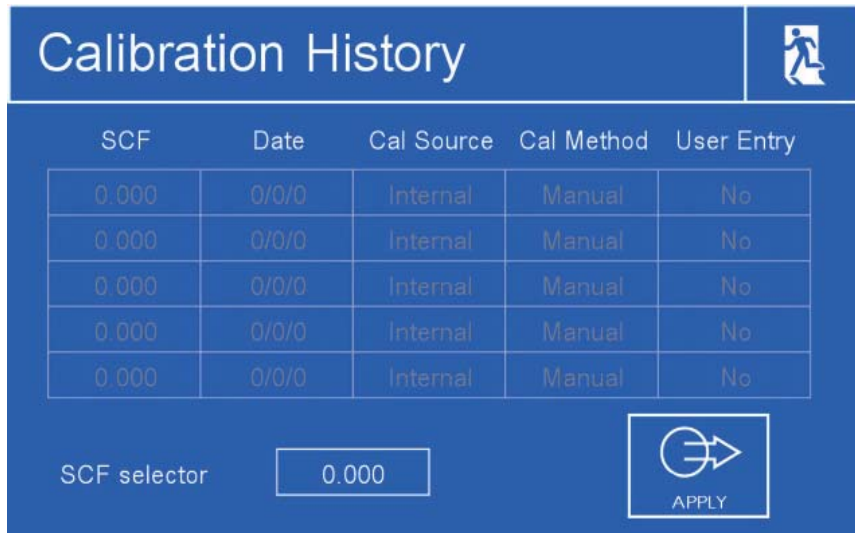 Calibration History
SCF Date Cal Source Cal Method User Entry
0.000 0/0/0 Internal Manual No
0.000 0/0/0 Internal Manual No
0.000 0/0/0 Internal Manual No
0.000 0/0/0 Internal Manual No
0.000 0/0/0 Internal Manual No
SCF selector 0.000
APPLY